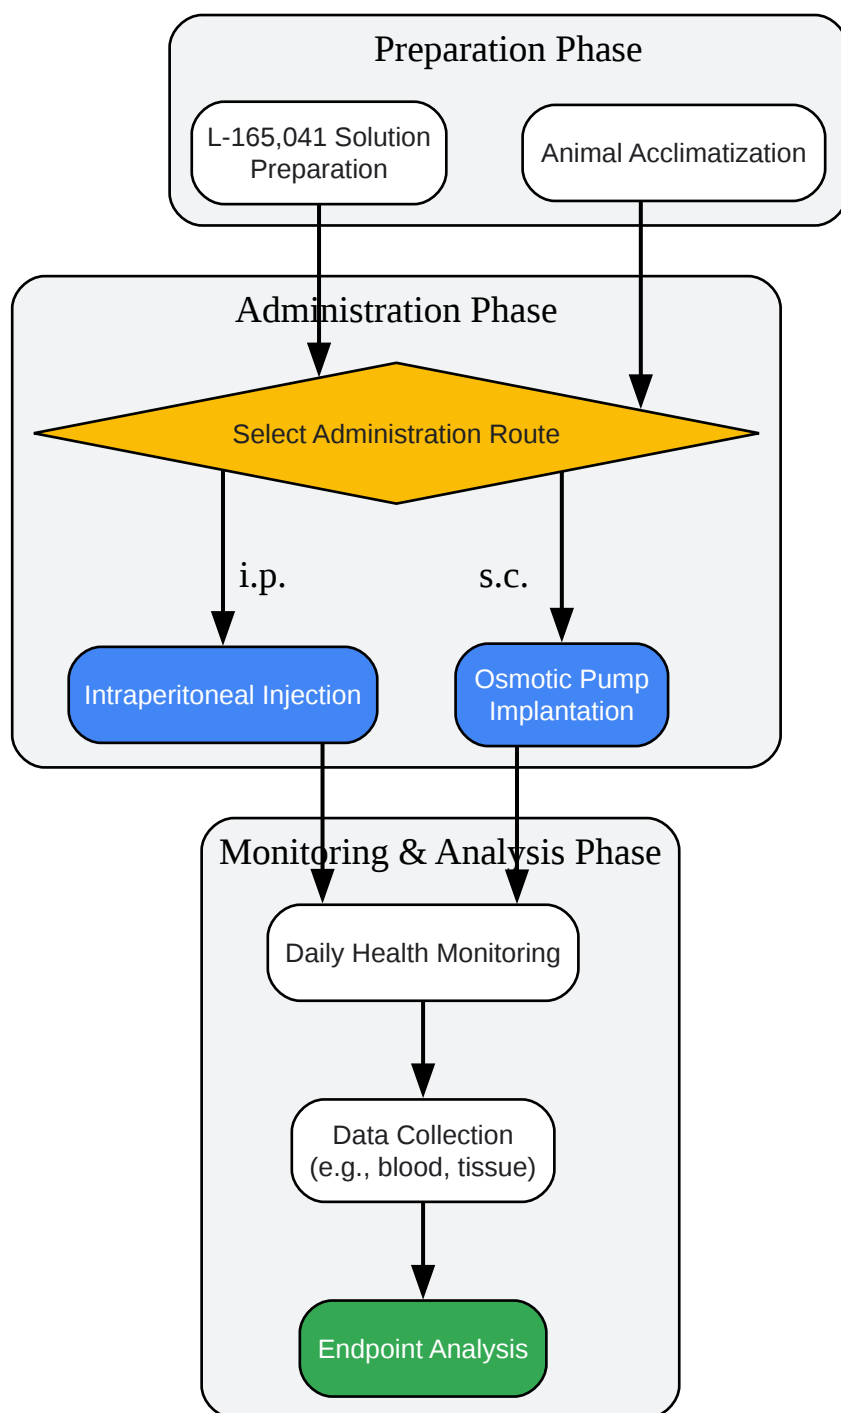 Preparation Phase
L-165,041 Solution
Preparation
Animal Acclimatization
Administration Phase
Select Administration Route
i.p.
s.c.
Intraperitoneal Injection
Osmotic Pump
Implantation
Monitoring & Analysis Phase
Daily Health Monitoring
Data Collection
(e.g., blood, tissue)
Endpoint Analysis